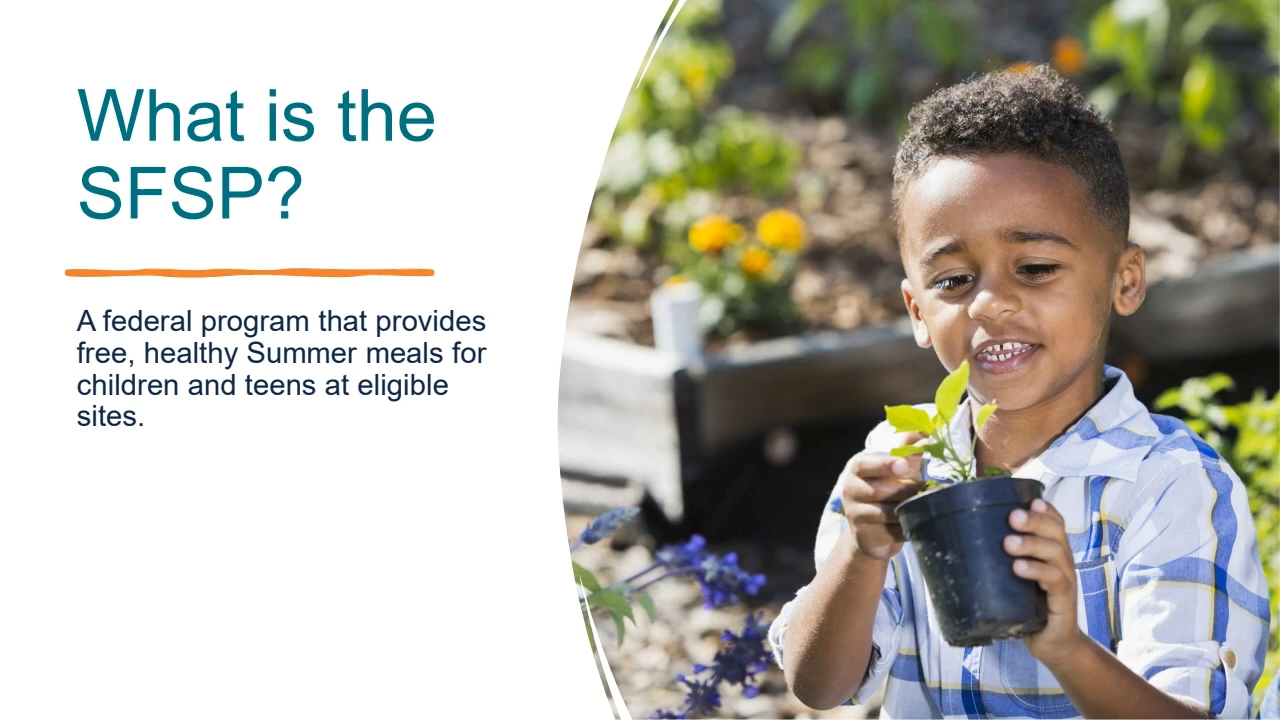 What is the
SFSP?
A federal program that provides
free, healthy Summer meals for
children and teens at eligible
sites.